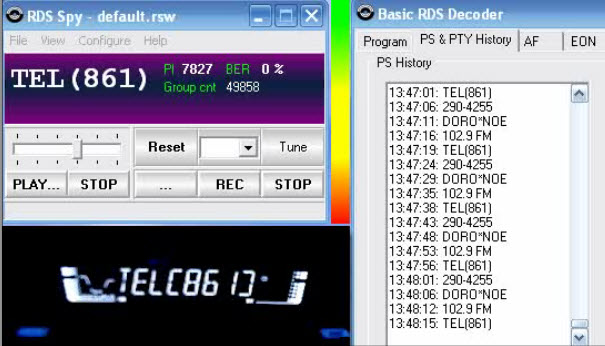 RDS Spy - default.rsw
File View Configure Help
TEL(861) PI 7827 BER 0 %
Group cnt 49858
Reset Tune
PLAY... STOP ... REC STOP
TEL(861)
Basic RDS Decoder
Program PS & PTY History AF EON
PS History
13:47:01: TEL(861)
13:47:06: 290-4255
13:47:11: DORO*NOE
13:47:16: 102.9 FM
13:47:19: TEL(861)
13:47:24: 290-4255
13:47:29: DORO*NOE
13:47:35: 102.9 FM
13:47:38: TEL(861)
13:47:43: 290-4255
13:47:48: DORO*NOE
13:47:53: 102.9 FM
13:47:56: TEL(861)
13:48:01: 290-4255
13:48:06: DORO*NOE
13:48:12: 102.9 FM
13:48:15: TEL(861)